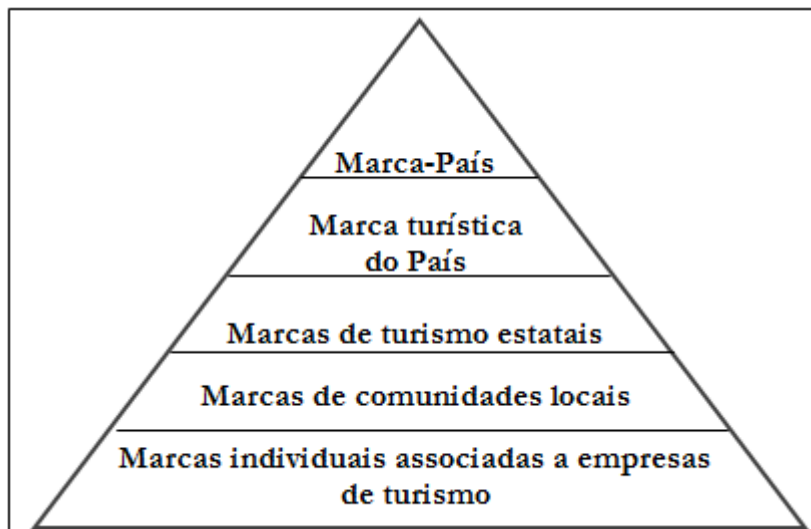 Marca-País
Marca turística
do País
Marcas de turismo estatais
Marcas de comunidades locais
Marcas individuais associadas a empresas
de turismo